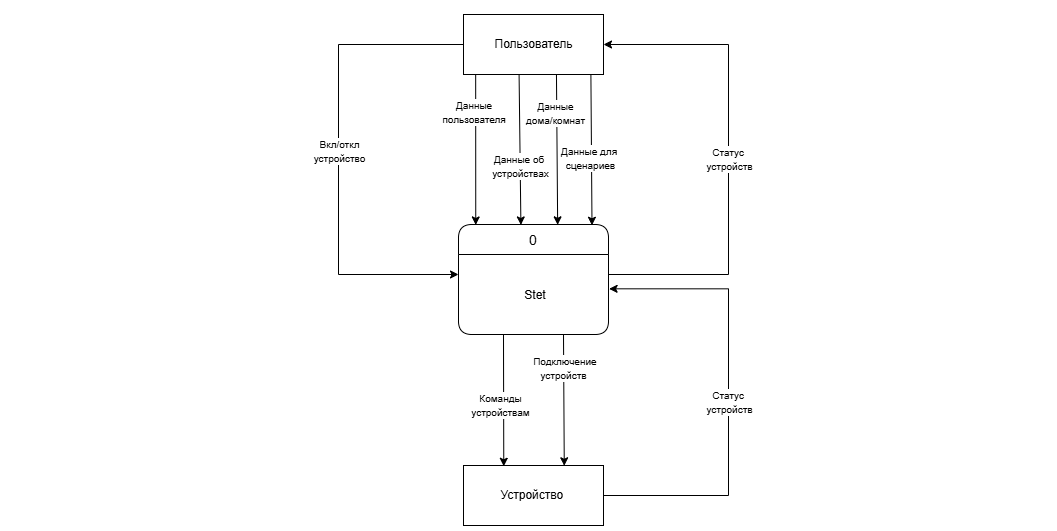 Пользователь
Данные
пользователя
Данные
дома/комнат
Вкл/откл
устройство
Данные об
устройствах
Данные для
сценариев
Статус
устройств
0
Stet
Подключение
устройств
Команды
устройствам
Статус
устройств
Устройство